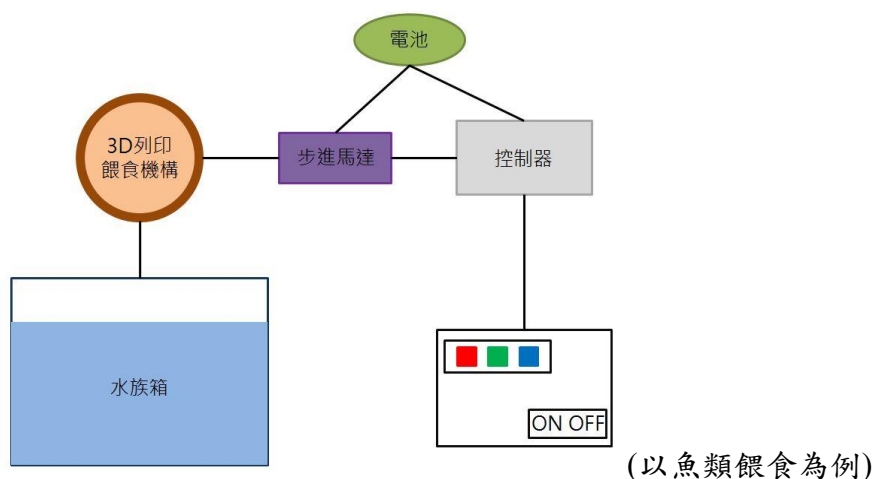 電池
3D列印
餵食機構
步進馬達
控制器
水族箱
ON OFF
(以魚類餵食為例)